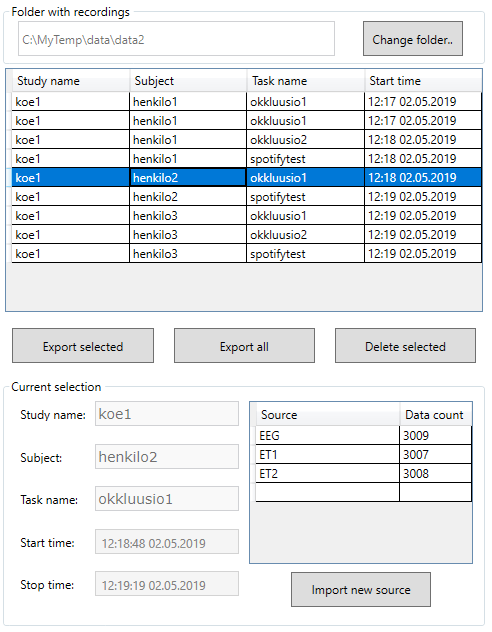 Folder with recordings
C:\MyTemp\data\data2 Change folder..
Study name Subject Task name Start time
koe1 henkilo1 okkluusio1 12:17 02.05.2019
koe1 henkilo1 okkluusio1 12:17 02.05.2019
koe1 henkilo1 okkluusio2 12:18 02.05.2019
koe1 henkilo1 spotifytest 12:18 02.05.2019
koe1 henkilo2 okkluusio1 12:18 02.05.2019
koe1 henkilo2 spotifytest 12:19 02.05.2019
koe1 henkilo3 okkluusio1 12:19 02.05.2019
koe1 henkilo3 okkluusio2 12:19 02.05.2019
koe1 henkilo3 spotifytest 12:19 02.05.2019
Export selected Export all Delete selected
Current selection
Study name: koe1
Subject: henkilo2
Task name: okkluusio1
Start time: 12:18:48 02.05.2019
Stop time: 12:19:19 02.05.2019
Source Data count
EEG 3009
ET1 3007
ET2 3008
Import new source